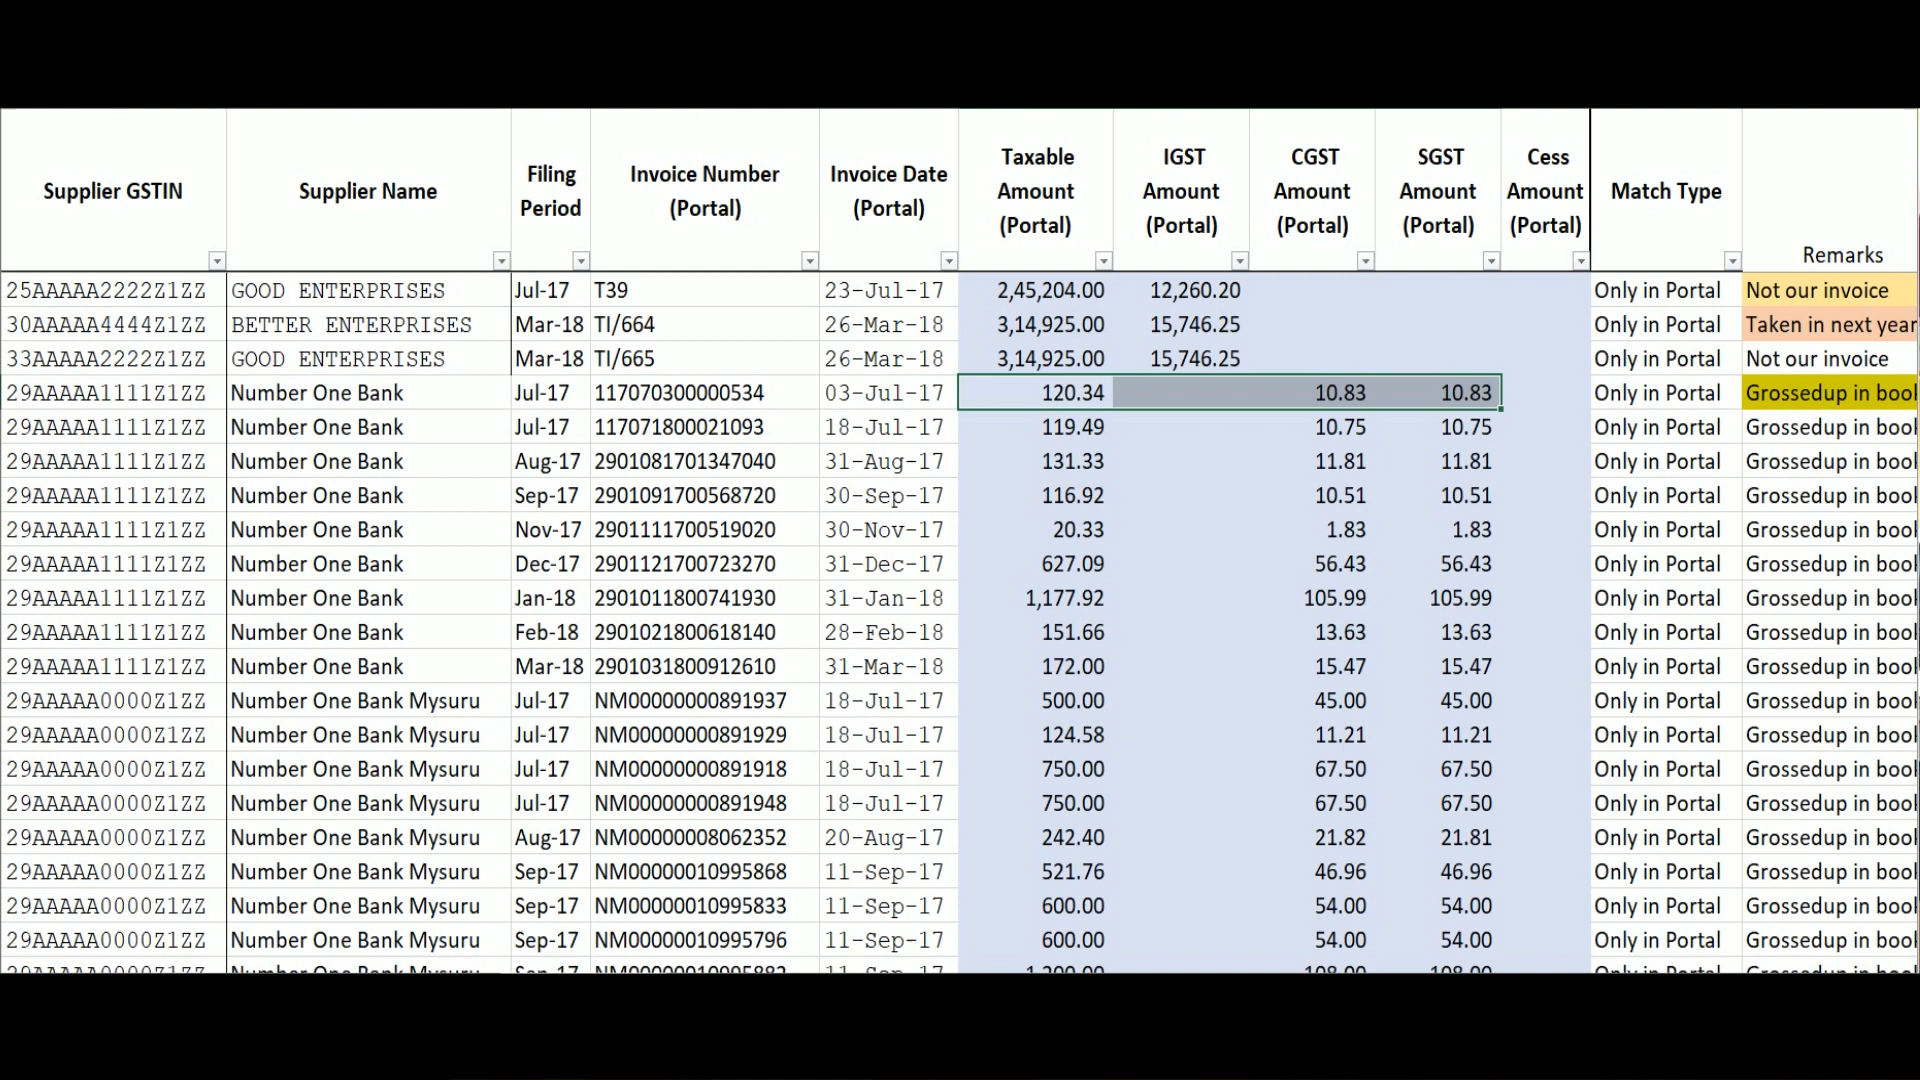 Supplier GSTIN Supplier Name Filing Period Invoice Number (Portal) Invoice Date (Portal) Taxable Amount (Portal) IGST Amount (Portal) CGST Amount (Portal) SGST Amount (Portal) Cess Amount (Portal) Match Type Remarks
25AAAAA2222Z1ZZ GOOD ENTERPRISES Jul-17 T39 23-Jul-17 2,45,204.00 12,260.20 Only in Portal Not our invoice
30AAAAA4444Z1ZZ BETTER ENTERPRISES Mar-18 TI/664 26-Mar-18 3,14,925.00 15,746.25 Only in Portal Taken in next year
33AAAAA2222Z1ZZ GOOD ENTERPRISES Mar-18 TI/665 26-Mar-18 3,14,925.00 15,746.25 Only in Portal Not our invoice
29AAAAA1111Z1ZZ Number One Bank Jul-17 117070300000534 03-Jul-17 120.34 10.83 10.83 Only in Portal Grossedup in boo
29AAAAA1111Z1ZZ Number One Bank Jul-17 117071800021093 18-Jul-17 119.49 10.75 10.75 Only in Portal Grossedup in boo
29AAAAA1111Z1ZZ Number One Bank Aug-17 2901081701347040 31-Aug-17 131.33 11.81 11.81 Only in Portal Grossedup in boo
29AAAAA1111Z1ZZ Number One Bank Sep-17 2901091700568720 30-Sep-17 116.92 10.51 10.51 Only in Portal Grossedup in boo
29AAAAA1111Z1ZZ Number One Bank Nov-17 2901111700519020 30-Nov-17 20.33 1.83 1.83 Only in Portal Grossedup in boo
29AAAAA1111Z1ZZ Number One Bank Dec-17 2901121700723270 31-Dec-17 627.09 56.43 56.43 Only in Portal Grossedup in boo
29AAAAA1111Z1ZZ Number One Bank Jan-18 2901011800741930 31-Jan-18 1,177.92 105.99 105.99 Only in Portal Grossedup in boo
29AAAAA1111Z1ZZ Number One Bank Feb-18 2901021800618140 28-Feb-18 151.66 13.63 13.63 Only in Portal Grossedup in boo
29AAAAA1111Z1ZZ Number One Bank Mar-18 2901031800912610 31-Mar-18 172.00 15.47 15.47 Only in Portal Grossedup in boo
29AAAAA0000Z1ZZ Number One Bank Mysuru Jul-17 NM00000000891937 18-Jul-17 500.00 45.00 45.00 Only in Portal Grossedup in boo
29AAAAA0000Z1ZZ Number One Bank Mysuru Jul-17 NM00000000891929 18-Jul-17 124.58 11.21 11.21 Only in Portal Grossedup in boo
29AAAAA0000Z1ZZ Number One Bank Mysuru Jul-17 NM00000000891918 18-Jul-17 750.00 67.50 67.50 Only in Portal Grossedup in boo
29AAAAA0000Z1ZZ Number One Bank Mysuru Jul-17 NM00000000891948 18-Jul-17 750.00 67.50 67.50 Only in Portal Grossedup in boo
29AAAAA0000Z1ZZ Number One Bank Mysuru Aug-17 NM00000008062352 20-Aug-17 242.40 21.82 21.81 Only in Portal Grossedup in boo
29AAAAA0000Z1ZZ Number One Bank Mysuru Sep-17 NM00000010995868 11-Sep-17 521.76 46.96 46.96 Only in Portal Grossedup in boo
29AAAAA0000Z1ZZ Number One Bank Mysuru Sep-17 NM00000010995833 11-Sep-17 600.00 54.00 54.00 Only in Portal Grossedup in boo
29AAAAA0000Z1ZZ Number One Bank Mysuru Sep-17 NM00000010995796 11-Sep-17 600.00 54.00 54.00 Only in Portal Grossedup in boo